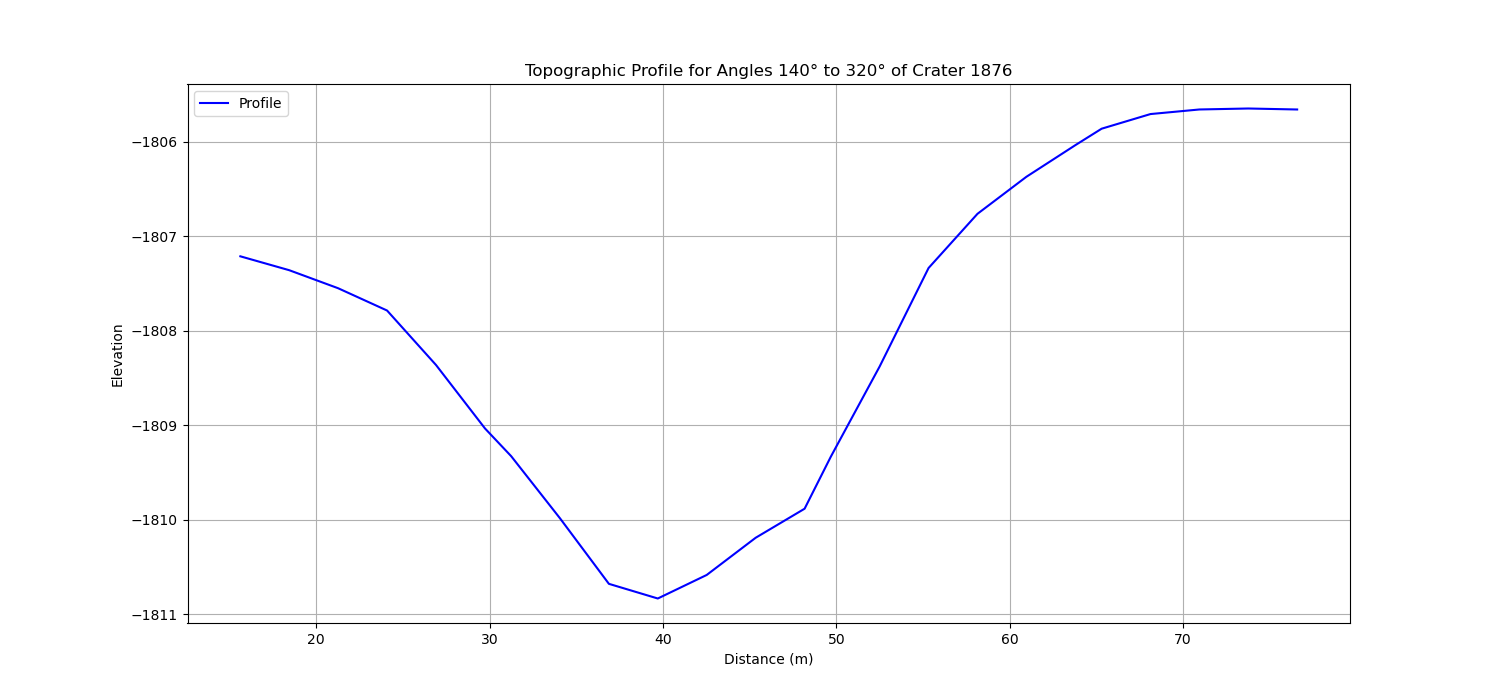 Topographic Profile for Angles 140° to 320° of Crater 1876
Profile
−1806
−1807
−1808
−1809
−1810
−1811
Elevation
20 30 40 50 60 70
Distance (m)